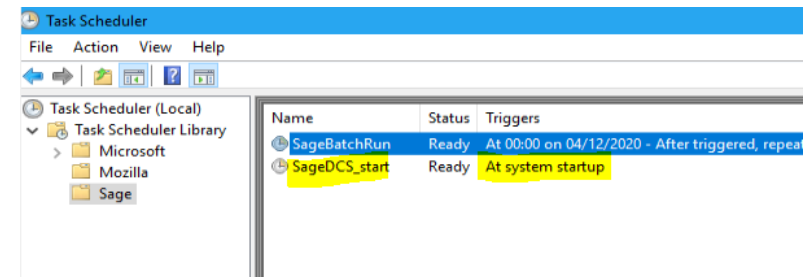 Task Scheduler
File Action View Help
Task Scheduler (Local)
Task Scheduler Library
Microsoft
Mozilla
Sage
Name Status Triggers
SageBatchRun Ready At 00:00 on 04/12/2020 - After triggered, repeat
SageDCS_start Ready At system startup